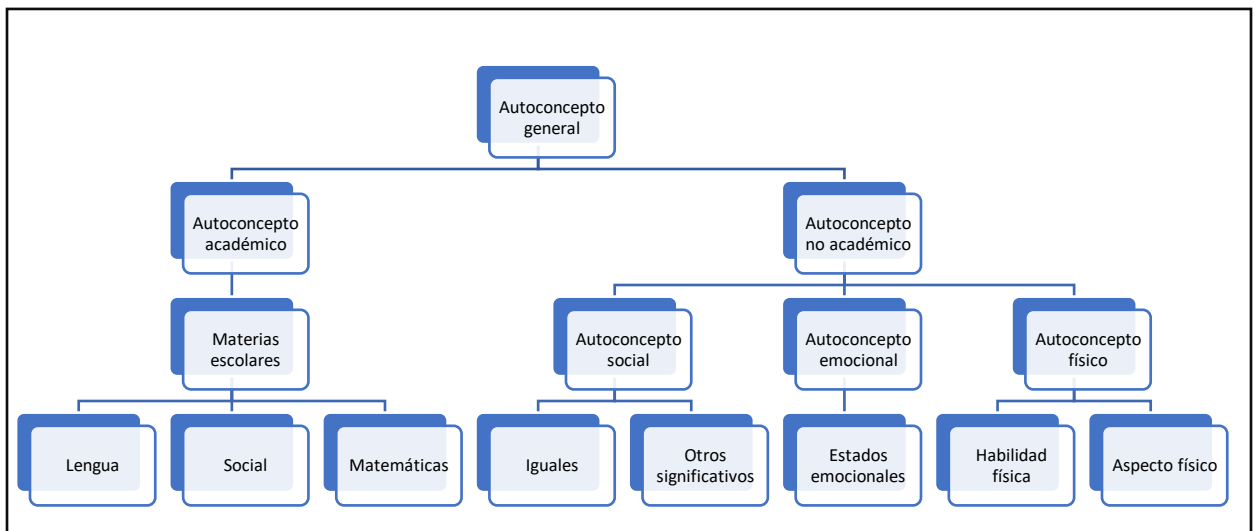 Autoconcepto
general
Autoconcepto
académico
Autoconcepto
no académico
Materias
escolares
Autoconcepto
social
Autoconcepto
emocional
Autoconcepto
físico
Lengua
Social
Matemáticas
Iguales
Otros
significativos
Estados
emocionales
Habilidad
física
Aspecto físico